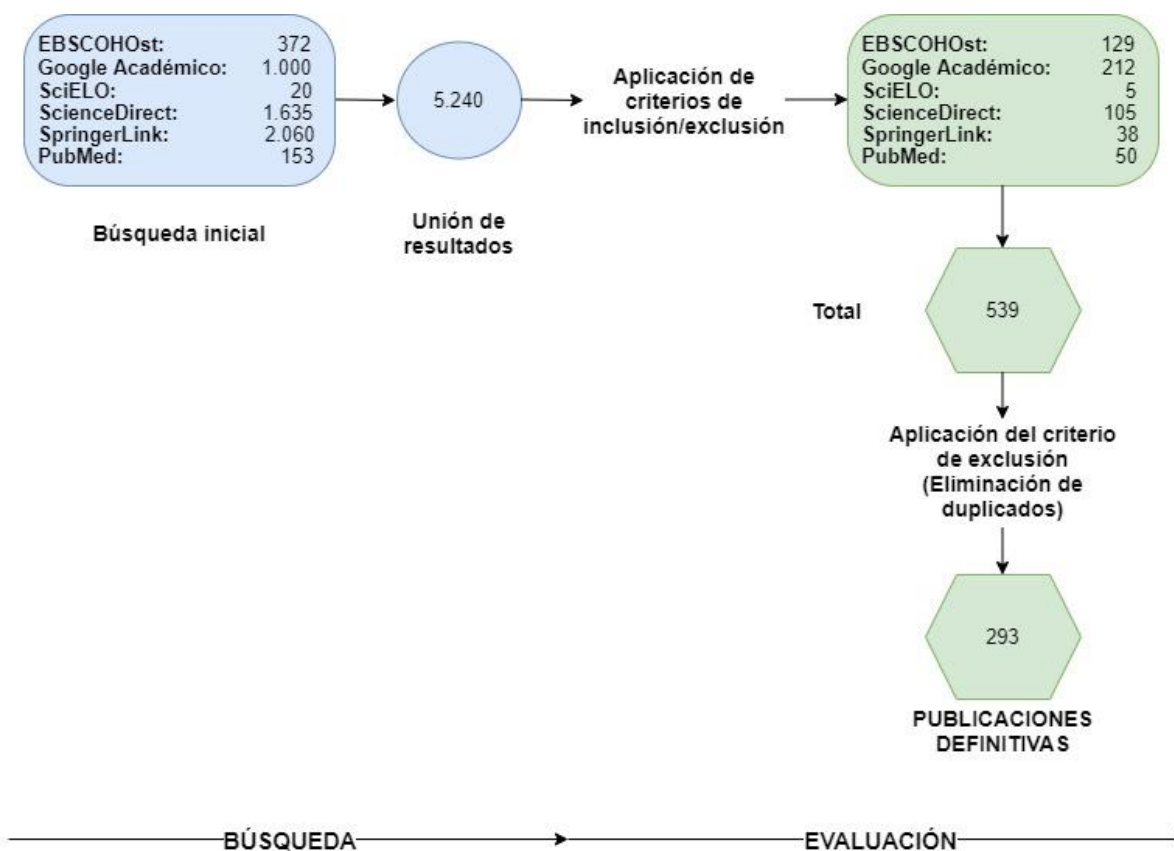 EBSCOHOst: 372
Google Académico: 1.000
SciELO: 20
ScienceDirect: 1.635
SpringerLink: 2.060
PubMed: 153
Búsqueda inicial
5.240
Unión de
resultados
Aplicación de
criterios de
inclusión/exclusión
EBSCOHOst: 129
Google Académico: 212
SciELO: 5
ScienceDirect: 105
SpringerLink: 38
PubMed: 50
Total
539
Aplicación del criterio
de exclusión
(Eliminación de
duplicados)
293
PUBLICACIONES
DEFINITIVAS
BÚSQUEDA
EVALUACIÓN